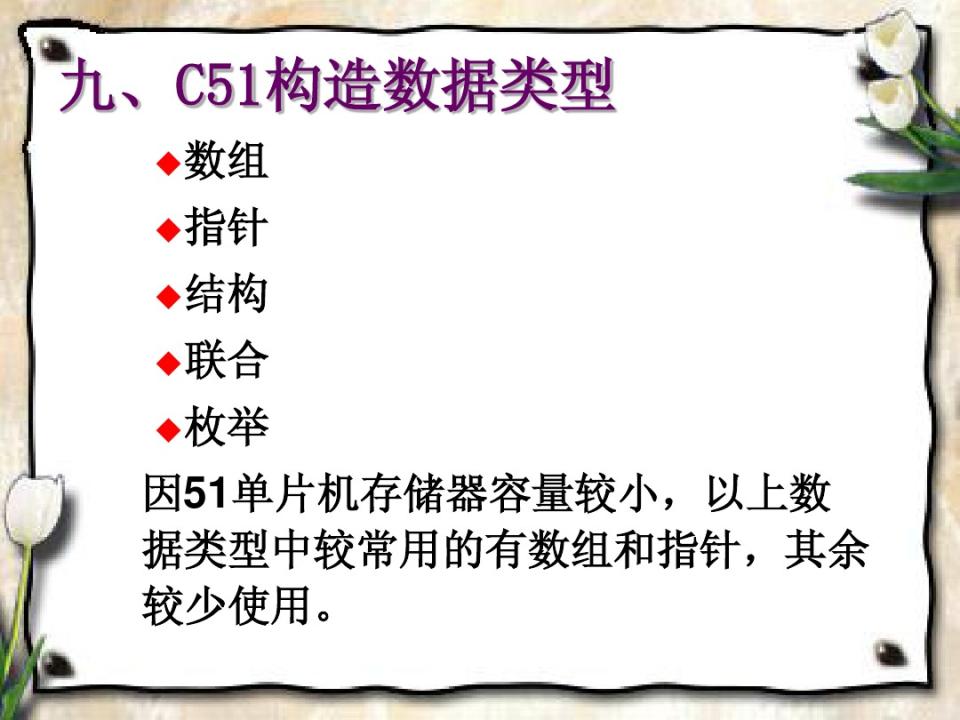 九、C51构造数据类型
◆数组
◆指针
◆结构
◆联合
◆枚举
因51单片机存储器容量较小，以上数
据类型中较常用的有数组和指针，其余
较少使用。